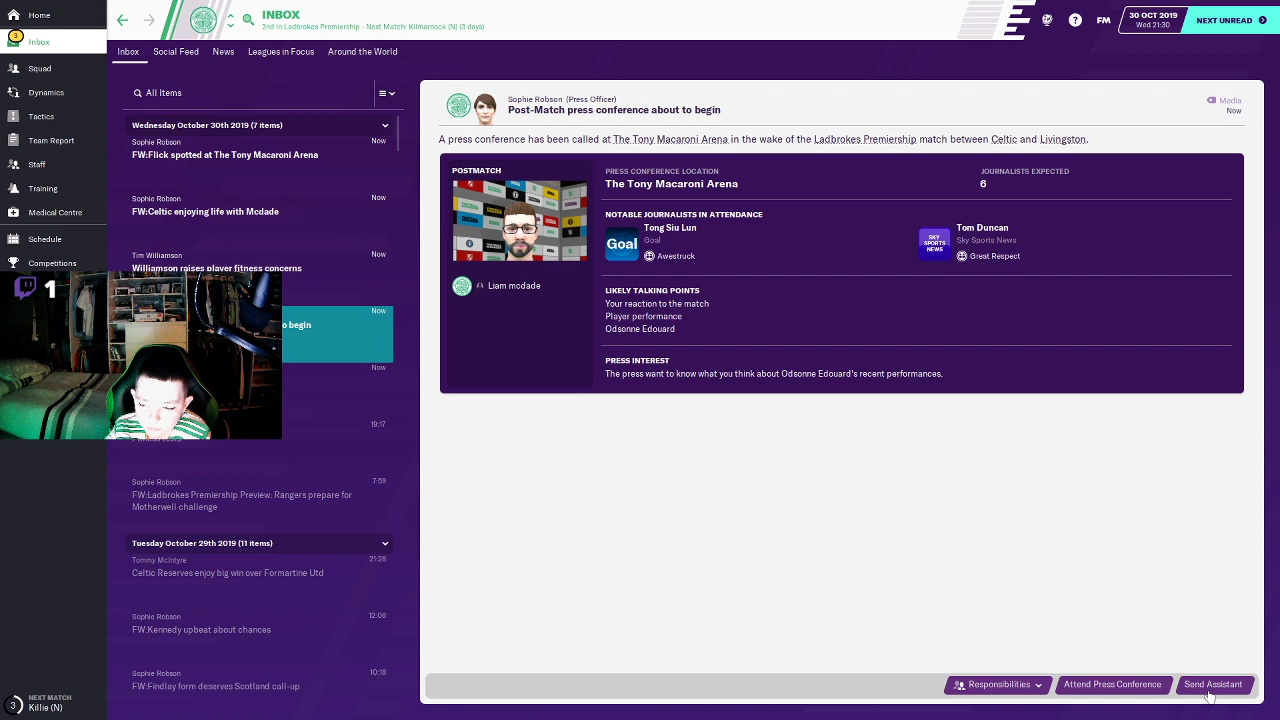 Home
INBOX
2nd in Ladbrokes Premiership - Next Match: Kilmarnock (N) (3 days)
FM
30 OCT 2019
Wed 21:30
NEXT UNREAD
3
Inbox
Squad
Dynamics
Tactics
Team Report
Staff
Training
Medical Centre
Schedule
Competitions
1
NEXT MATCH
3
Killie (N)
Inbox
Social Feed
News
Leagues in Focus
Around the World
All Items
Wednesday October 30th 2019 (7 items)
Sophie Robson
Now
FW:Flick spotted at The Tony Macaroni Arena
Sophie Robson
Now
FW:Celtic enjoying life with Mcdade
Tim Williamson
Now
Williamson raises player fitness concerns
Now
o begin
Now
19:17
Sophie Robson
7:59
FW:Ladbrokes Premiership Preview: Rangers prepare for
Motherwell challenge
Tuesday October 29th 2019 (11 items)
Tommy McIntyre
21:28
Celtic Reserves enjoy big win over Formartine Utd
Sophie Robson
12:06
FW:Kennedy upbeat about chances
Sophie Robson
10:18
FW:Findlay form deserves Scotland call-up
Sophie Robson (Press Officer)
Post-Match press conference about to begin
Media
Now
A press conference has been called at The Tony Macaroni Arena in the wake of the Ladbrokes Premiership match between Celtic and Livingston.
POSTMATCH
Liam mcdade
PRESS CONFERENCE LOCATION
The Tony Macaroni Arena
JOURNALISTS EXPECTED
6
NOTABLE JOURNALISTS IN ATTENDANCE
Goal
Tong Siu Lun
Goal
Awestruck
SKY
SPORTS
NEWS
Tom Duncan
Sky Sports News
Great Respect
LIKELY TALKING POINTS
Your reaction to the match
Player performance
Odsonne Edouard
PRESS INTEREST
The press want to know what you think about Odsonne Edouard's recent performances.
Responsibilities
Attend Press Conference
Send Assistant